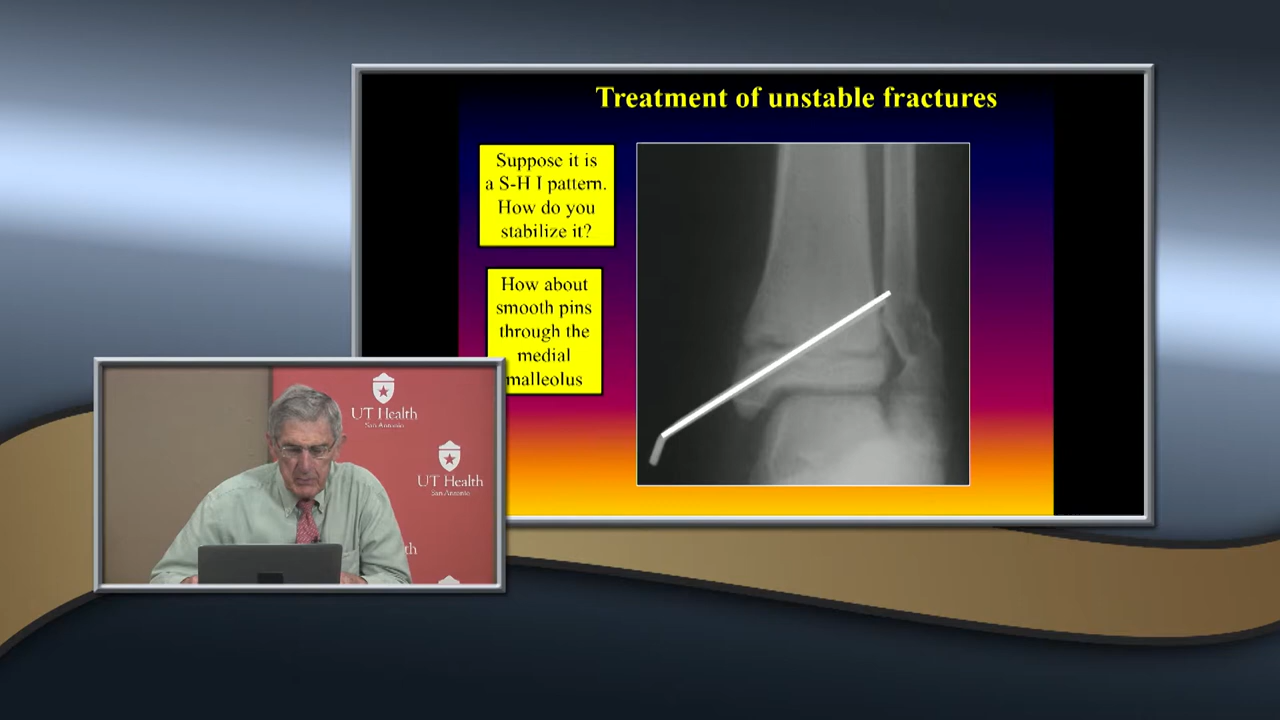 Treatment of unstable fractures
Suppose it is
a S-H I pattern.
How do you
stabilize it?
How about
smooth pins
through the
medial
malleolus
UT Health
San Antonio
UT Health
San Antonio
th